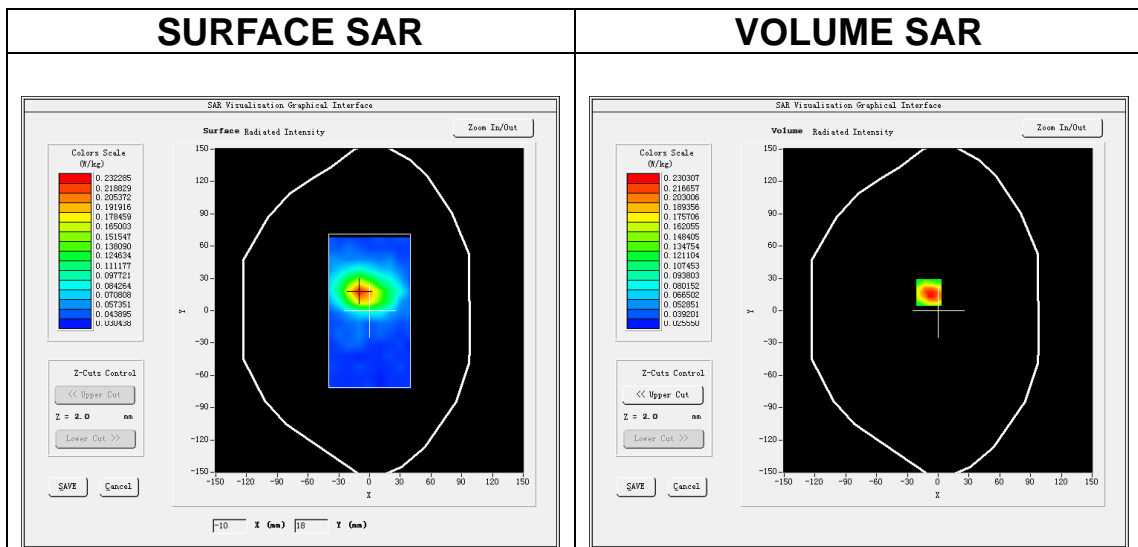 SURFACE SAR
VOLUME SAR
SAR Visualisation Graphical Interface
Surface Radiated Intensity
Zoom In/Out
Colors Scale
(W/kg)
0.232285
0.218829
0.205372
0.191916
0.178459
0.165003
0.151547
0.138090
0.124634
0.111177
0.097721
0.084264
0.070808
0.057351
0.043895
0.030438
150
120
90
60
30
0
-30
-60
-90
-120
-150
Y
-150 -120 -90 -60 -30 0 30 60 90 120 150
X
Z-Cuts Control
<< Upper Cut
Z = 2.0 mm
Lower Cut >>
SAVE Cancel
-10 X (mm) 18 Y (mm)
SAR Visualisation Graphical Interface
Volume Radiated Intensity
Zoom In/Out
Colors Scale
(W/kg)
0.230307
0.216657
0.203006
0.189356
0.175706
0.162055
0.148405
0.134754
0.121104
0.107453
0.093803
0.080152
0.066502
0.052851
0.039201
0.025550
150
120
90
60
30
0
-30
-60
-90
-120
-150
Y
-150 -120 -90 -60 -30 0 30 60 90 120 150
X
Z-Cuts Control
<< Upper Cut
Z = 2.0 mm
Lower Cut >>
SAVE Cancel